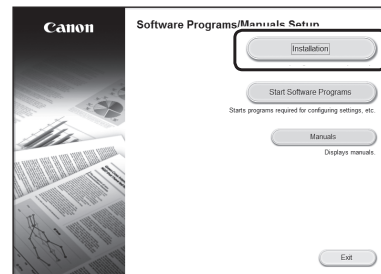 Canon
Software Programs/Manuals Setup
Installation
Start Software Programs
Starts programs required for configuring settings, etc.
Manuals
Displays manuals.
Exit